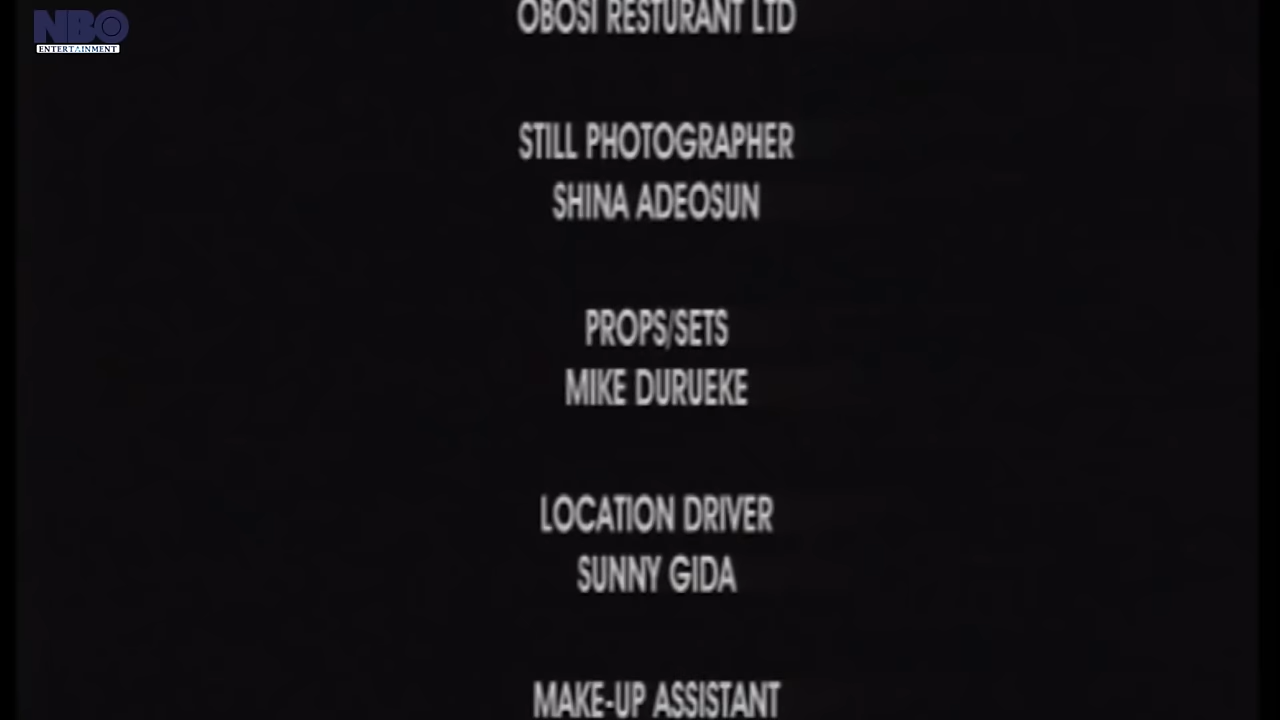 NBO
ENTERTAINMENT
OBOSI RESTURANT LTD
STILL PHOTOGRAPHER
SHINA ADEOSUN
PROPS/SETS
MIKE DURUEKE
LOCATION DRIVER
SUNNY GIDA
MAKE-UP ASSISTANT